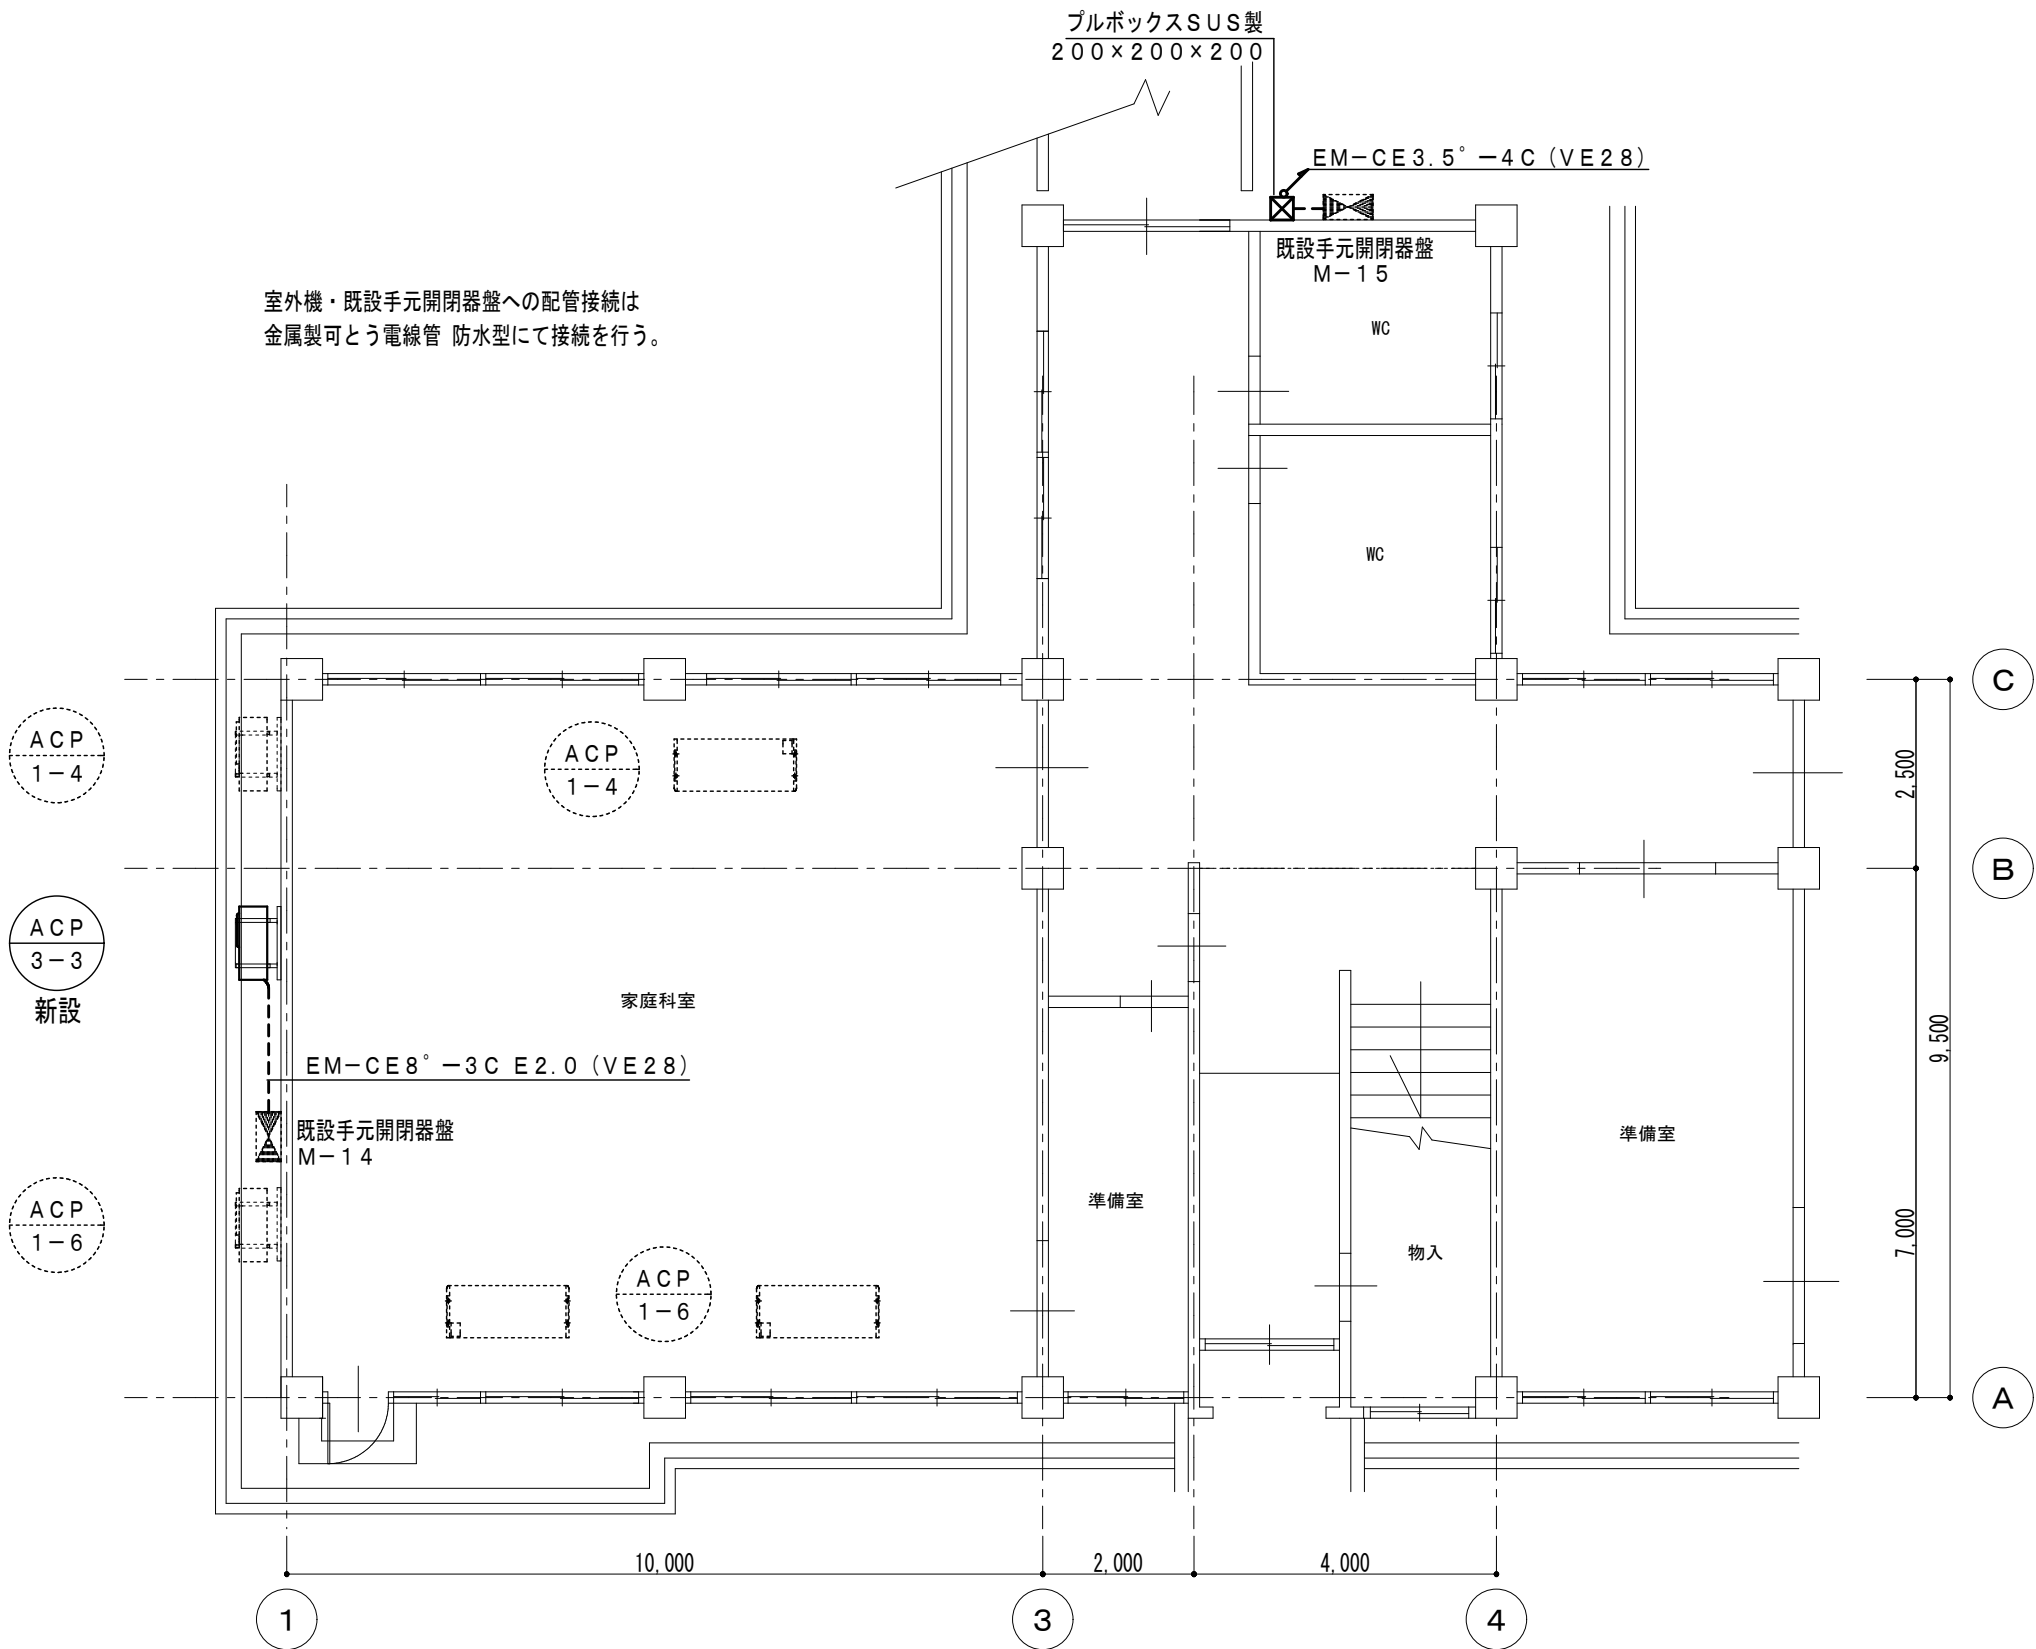 プルボックスSUS製
200×200×200
EM-CE3.5°-4C(VE28)
既設手元開閉器盤
M-15
室外機・既設手元開閉器盤への配管接続は
金属製可とう電線管 防水型にて接続を行う。
WC
WC
C
ACP
1-4
ACP
1-4
2,500
B
ACP
3-3
新設
家庭科室
9,500
EM-CE8°-3C E2.0(VE28)
既設手元開閉器盤
M-14
準備室
準備室
ACP
1-6
7,000
物入
ACP
1-6
A
10,000
2,000
4,000
1
3
4